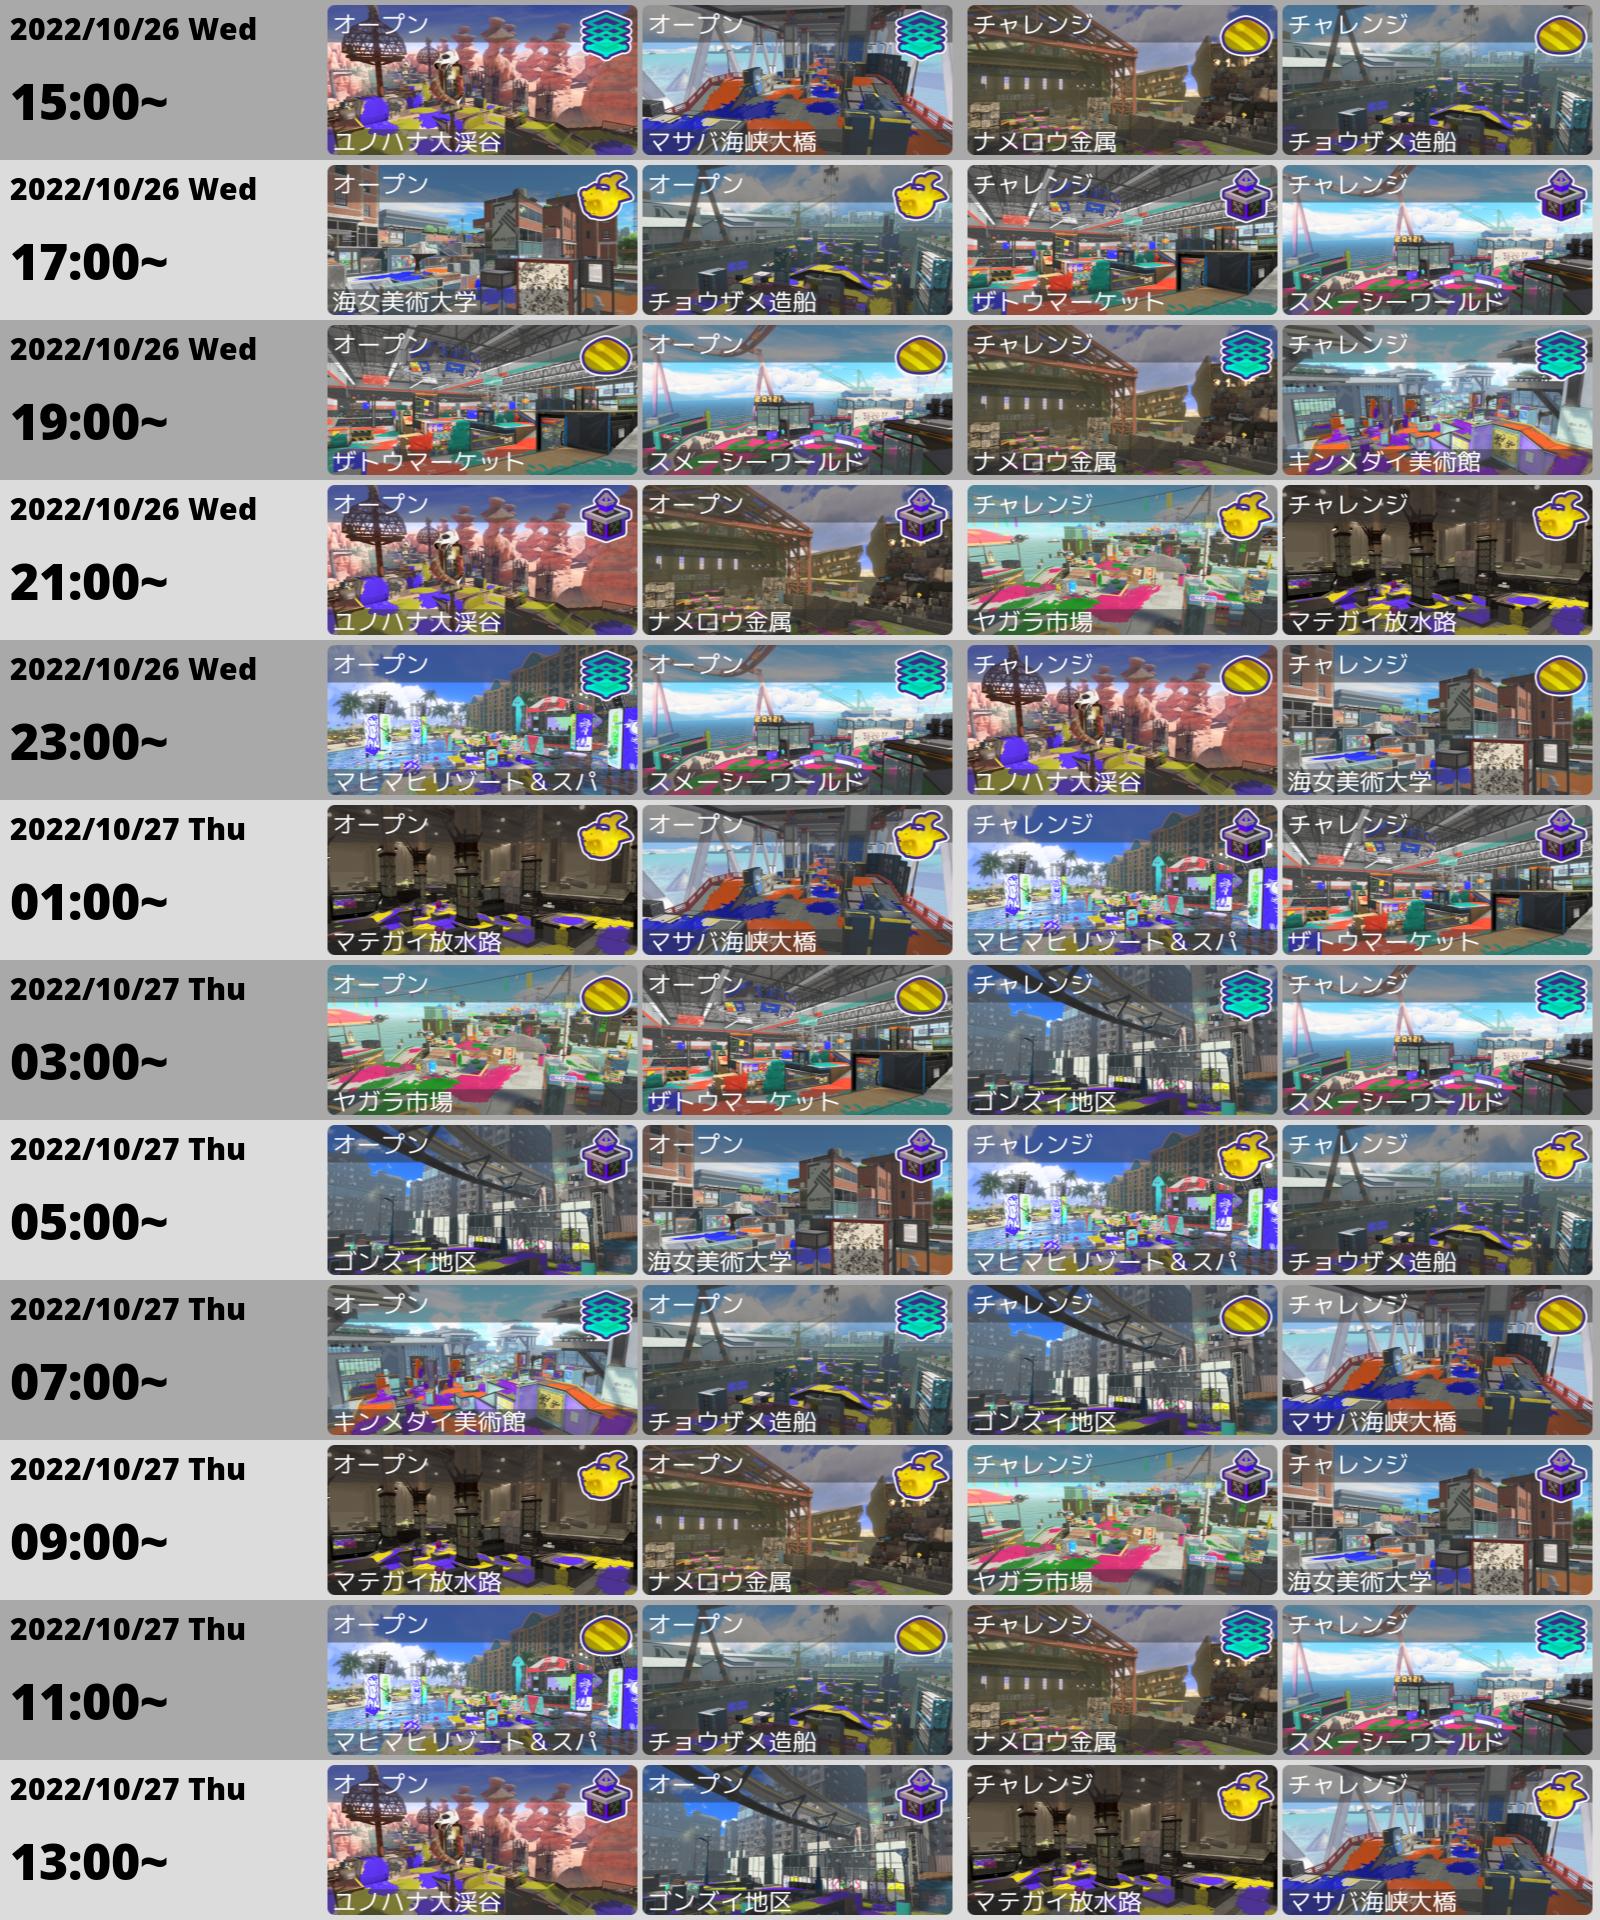 2022/10/26 Wed
15:00~
オープン
ユノハナ大渓谷
オープン
マサバ海峡大橋
チャレンジ
ナメロウ金属
チャレンジ
チョウザメ造船
2022/10/26 Wed
17:00~
オープン
海女美術大学
オープン
チョウザメ造船
チャレンジ
ザトウマーケット
チャレンジ
スメーシーワールド
2022/10/26 Wed
19:00~
オープン
ザトウマーケット
オープン
スメーシーワールド
チャレンジ
ナメロウ金属
チャレンジ
キンメダイ美術館
2022/10/26 Wed
21:00~
オープン
ユノハナ大渓谷
オープン
ナメロウ金属
チャレンジ
ヤガラ市場
チャレンジ
マテガイ放水路
2022/10/26 Wed
23:00~
オープン
マヒマヒリゾート&スパ
オープン
スメーシーワールド
チャレンジ
ユノハナ大渓谷
チャレンジ
海女美術大学
2022/10/27 Thu
01:00~
オープン
マテガイ放水路
オープン
マサバ海峡大橋
チャレンジ
マヒマヒリゾート&スパ
チャレンジ
ザトウマーケット
2022/10/27 Thu
03:00~
オープン
ヤガラ市場
オープン
ザトウマーケット
チャレンジ
ゴンズイ地区
チャレンジ
スメーシーワールド
2022/10/27 Thu
05:00~
オープン
ゴンズイ地区
オープン
海女美術大学
チャレンジ
マヒマヒリゾート&スパ
チャレンジ
チョウザメ造船
2022/10/27 Thu
07:00~
オープン
キンメダイ美術館
オープン
チョウザメ造船
チャレンジ
ゴンズイ地区
チャレンジ
マサバ海峡大橋
2022/10/27 Thu
09:00~
オープン
マテガイ放水路
オープン
ナメロウ金属
チャレンジ
ヤガラ市場
チャレンジ
海女美術大学
2022/10/27 Thu
11:00~
オープン
マヒマヒリゾート&スパ
オープン
チョウザメ造船
チャレンジ
ナメロウ金属
チャレンジ
スメーシーワールド
2022/10/27 Thu
13:00~
オープン
ユノハナ大渓谷
オープン
ゴンズイ地区
チャレンジ
マテガイ放水路
チャレンジ
マサバ海峡大橋